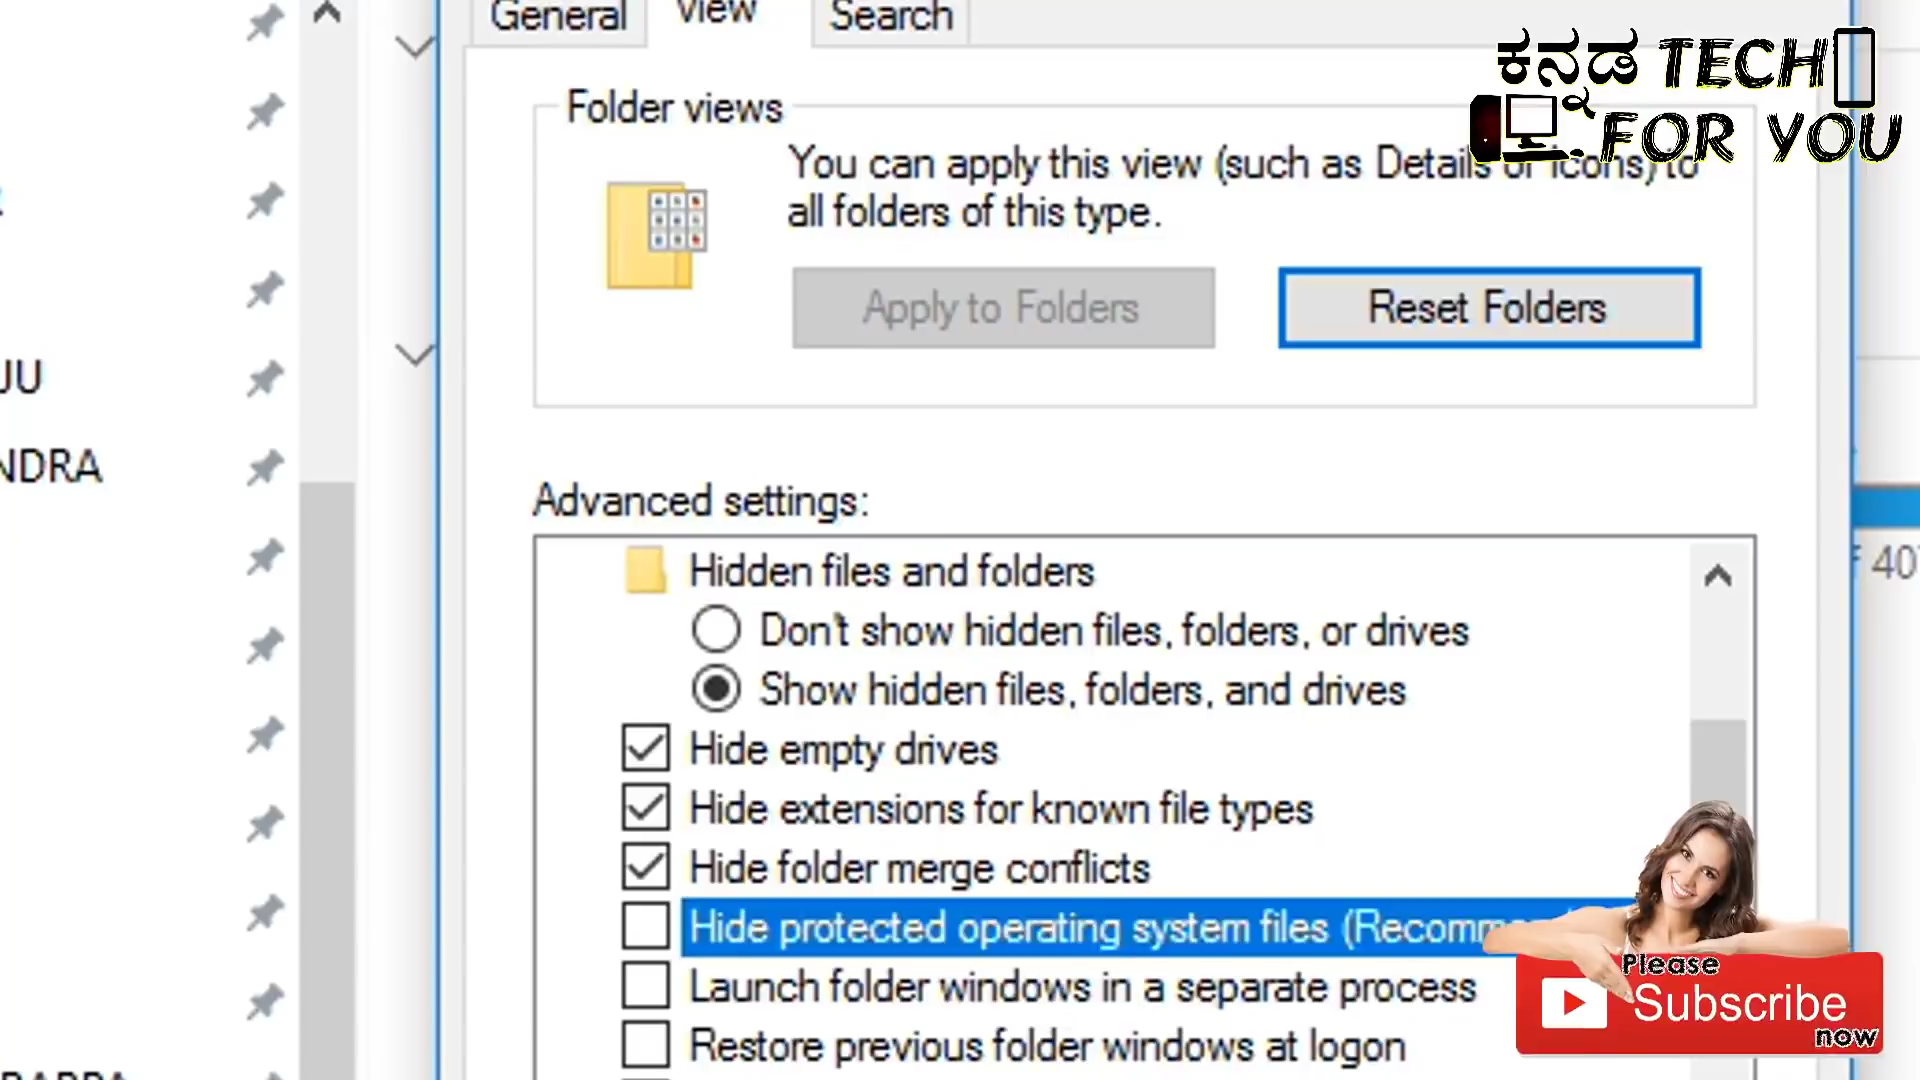 General
View
Search
ಕನ್ನಡ TECH
FOR YOU
Folder views
You can apply this view (such as Details or Icons) to
all folders of this type.
Apply to Folders
Reset Folders
JU
NDRA
Advanced settings:
Hidden files and folders
Don't show hidden files, folders, or drives
Show hidden files, folders, and drives
Hide empty drives
Hide extensions for known file types
Hide folder merge conflicts
Hide protected operating system files (Recomm
Launch folder windows in a separate process
Restore previous folder windows at logon
40
Please
Subscribe
now